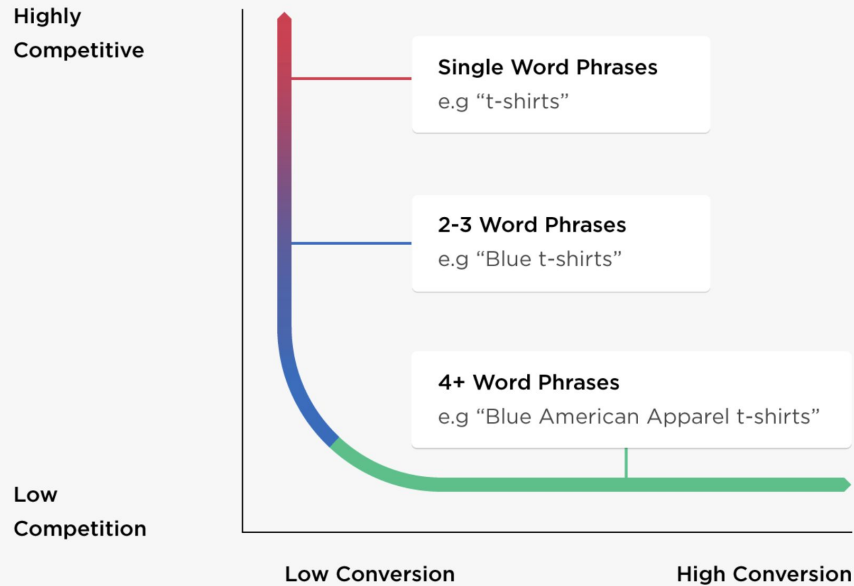 Highly
Competitive
Single Word Phrases
e.g “t-shirts”
2-3 Word Phrases
e.g “Blue t-shirts”
4+ Word Phrases
e.g “Blue American Apparel t-shirts”
Low
Competition
Low Conversion
High Conversion